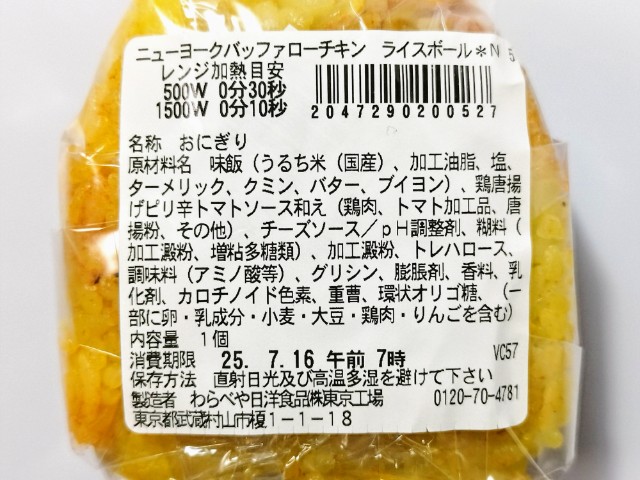 ニューヨークバッファローチキン　ライスボール＊N 5
レンジ加熱目安
500W 0分30秒
1500W 0分10秒
2047290200527
名称　おにぎり
原材料名　味飯（うるち米（国産）、加工油脂、塩、
ターメリック、クミン、バター、ブイヨン）、鶏唐揚
げピリ辛トマトソース和え（鶏肉、トマト加工品、唐
揚粉、その他）、チーズソース／pH調整剤、糊料（
加工澱粉、増粘多糖類）、加工澱粉、トレハロース、
調味料（アミノ酸等）、グリシン、膨脹剤、香料、乳
化剤、カロチノイド色素、重曹、環状オリゴ糖、（一
部に卵・乳成分・小麦・大豆・鶏肉・りんごを含む）
内容量　1個
消費期限　25. 7.16 午前 7時　VC57
保存方法　直射日光及び高温多湿を避けて下さい
製造者　わらべや日洋食品㈱東京工場　0120-70-4781
東京都武蔵村山市榎1-1-18